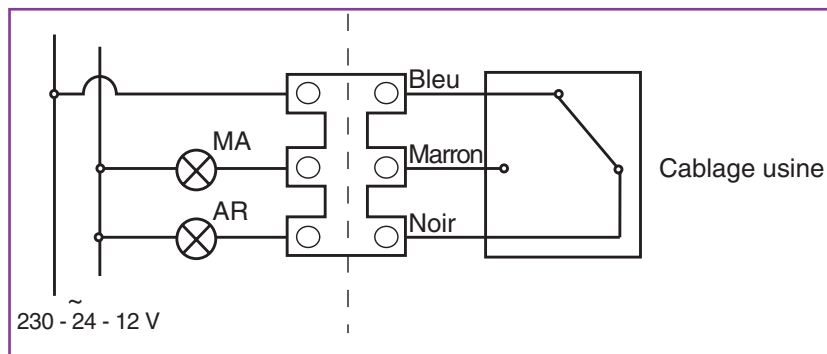 Bleu
MA
Marron
Cablage usine
AR
Noir
~
230 - 24 - 12 V